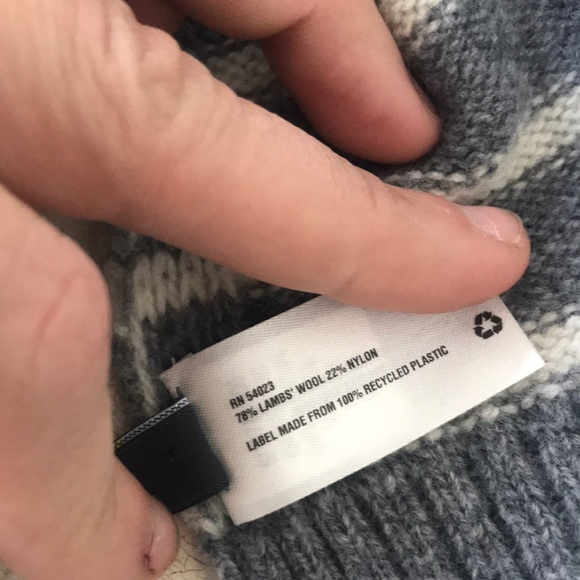 RN 54023
78% LAMBS' WOOL 22% NYLON
LABEL MADE FROM 100% RECYCLED PLASTIC